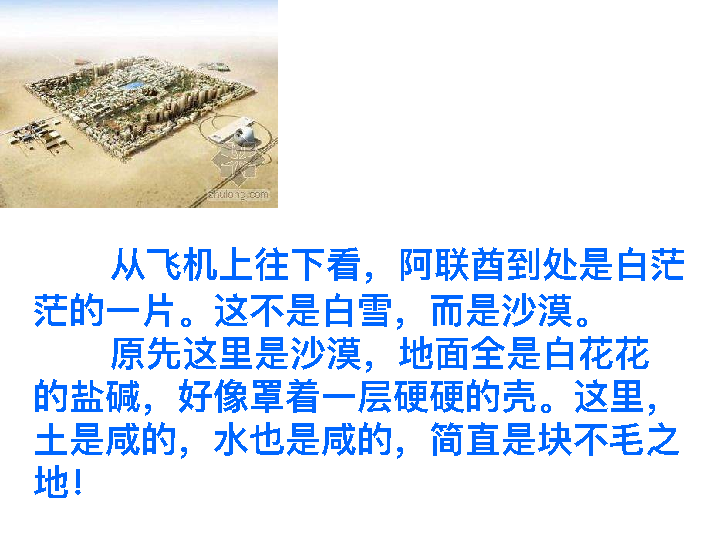 zhulong.com
从飞机上往下看，阿联酋到处是白茫
茫的一片。这不是白雪，而是沙漠。
原先这里是沙漠，地面全是白花花
的盐碱，好像罩着一层硬硬的壳。这里，
土是咸的，水也是咸的，简直是块不毛之
地！